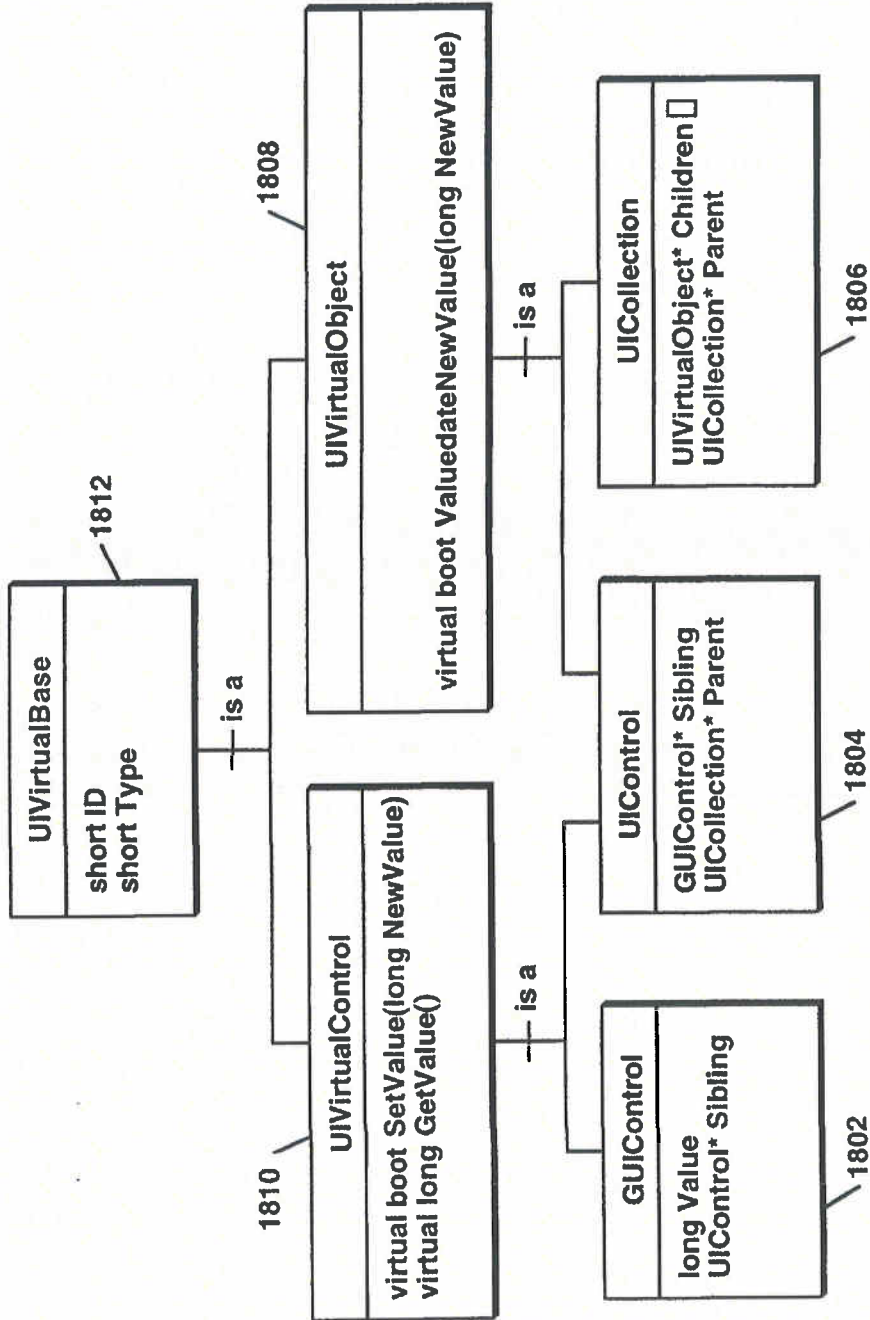 UIVirtualBase
short ID
short Type
1812
is a
UIVirtualControl
virtual boot SetValue(long NewValue)
virtual long GetValue()
1810
UIVirtualObject
virtual boot ValuedateNewValue(long NewValue)
1808
is a
is a
GUIControl
long Value
UIControl* Sibling
1802
UIControl
GUIControl* Sibling
UICollection* Parent
1804
UICollection
UIVirtualObject* Children[]
UICollection* Parent
1806